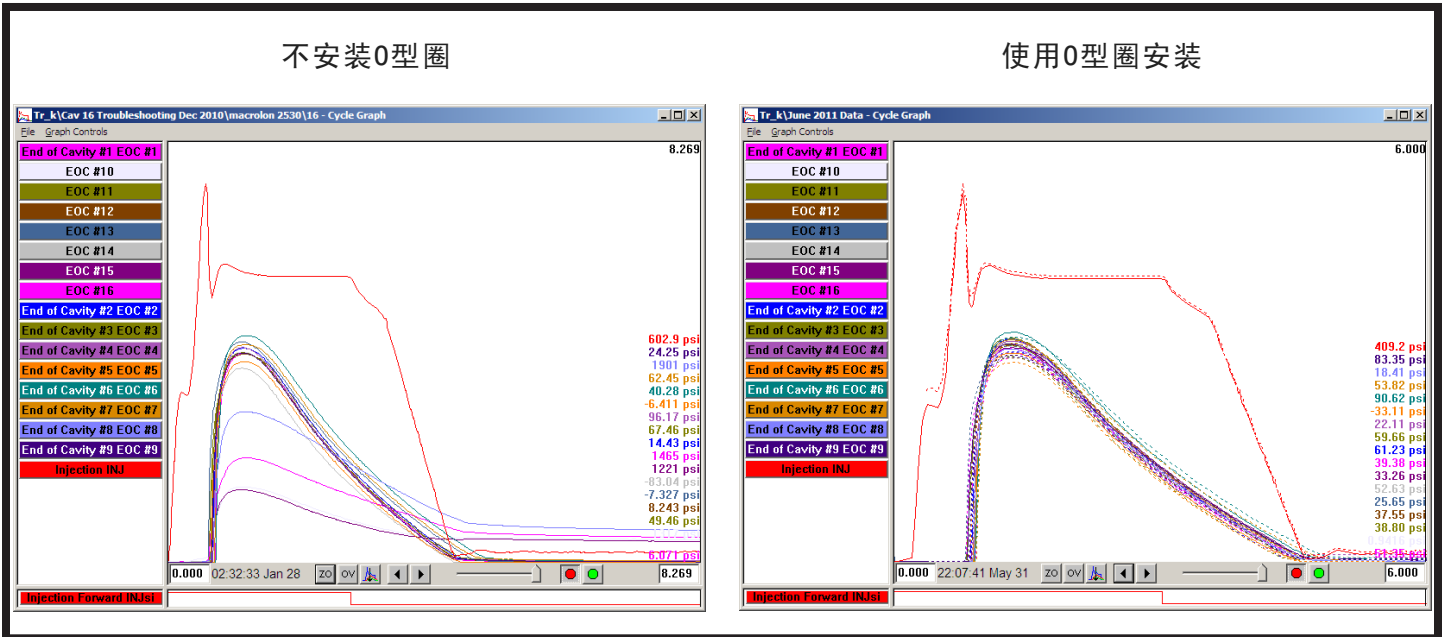 不安装0型圈
Tr_k\Cav 16 Troubleshooting Dec 2010\macrolon 2530\16 - Cycle Graph
File Graph Controls
End of Cavity #1 EOC #1
EOC #10
EOC #11
EOC #12
EOC #13
EOC #14
EOC #15
EOC #16
End of Cavity #2 EOC #2
End of Cavity #3 EOC #3
End of Cavity #4 EOC #4
End of Cavity #5 EOC #5
End of Cavity #6 EOC #6
End of Cavity #7 EOC #7
End of Cavity #8 EOC #8
End of Cavity #9 EOC #9
Injection INJ
8.269
602.9 psi
24.25 psi
1901 psi
62.45 psi
40.28 psi
-6.411 psi
96.17 psi
67.46 psi
14.43 psi
1465 psi
1221 psi
-83.04 psi
-7.327 psi
8.243 psi
49.46 psi
6.071 psi
0.000 02:32:33 Jan 28 ZO OV 8.269
Injection Forward INJsi
使用0型圈安装
Tr_k\June 2011 Data - Cycle Graph
File Graph Controls
End of Cavity #1 EOC #1
EOC #10
EOC #11
EOC #12
EOC #13
EOC #14
EOC #15
EOC #16
End of Cavity #2 EOC #2
End of Cavity #3 EOC #3
End of Cavity #4 EOC #4
End of Cavity #5 EOC #5
End of Cavity #6 EOC #6
End of Cavity #7 EOC #7
End of Cavity #8 EOC #8
End of Cavity #9 EOC #9
Injection INJ
6.000
409.2 psi
83.35 psi
18.41 psi
53.82 psi
90.62 psi
-33.11 psi
22.11 psi
59.66 psi
61.23 psi
39.38 psi
33.26 psi
52.63 psi
25.65 psi
37.55 psi
38.80 psi
0.9416 psi
psi
0.000 22:07:41 May 31 ZO OV 6.000
Injection Forward INJsi